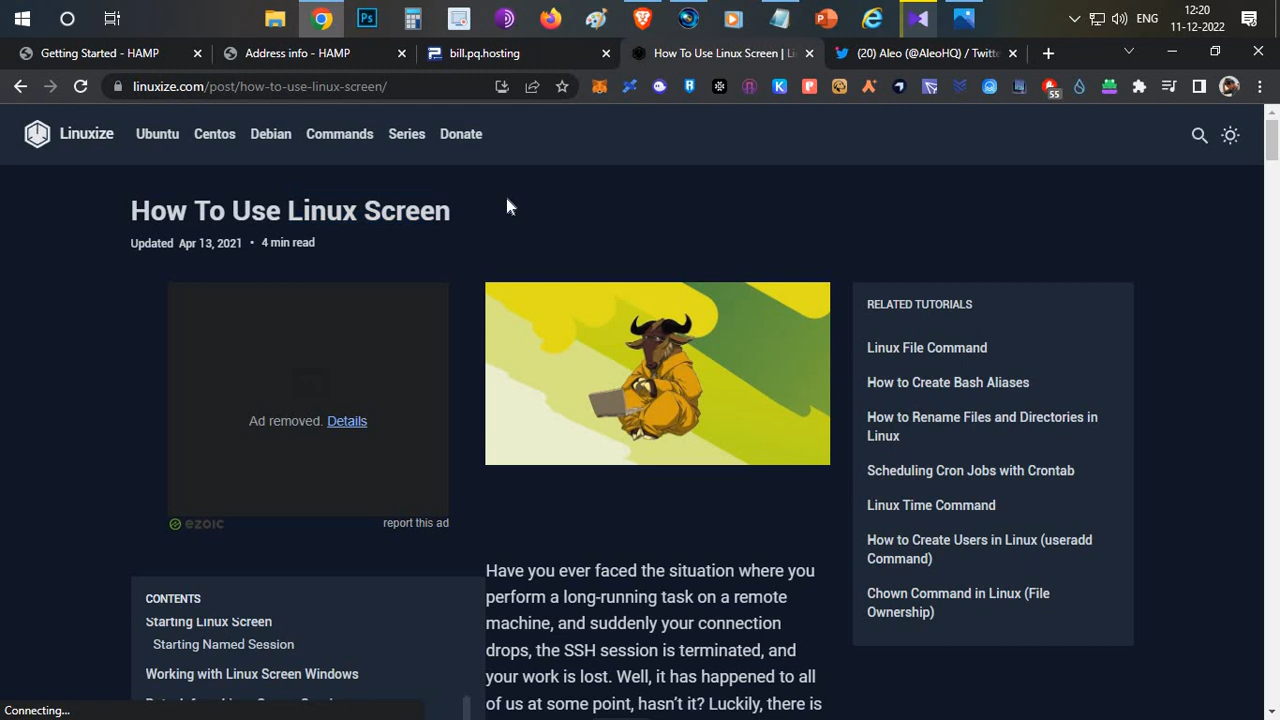 12:20
ENG
11-12-2022
Getting Started - HAMP
Address info - HAMP
bill.pq.hosting
How To Use Linux Screen | Li
(20) Aleo (@AleoHQ) / Twitte
linuxize.com/post/how-to-use-linux-screen/
55
Linuxize
Ubuntu
Centos
Debian
Commands
Series
Donate
How To Use Linux Screen
Updated Apr 13, 2021 • 4 min read
Ad removed. Details
ezoic
report this ad
RELATED TUTORIALS
Linux File Command
How to Create Bash Aliases
How to Rename Files and Directories in
Linux
Scheduling Cron Jobs with Crontab
Linux Time Command
How to Create Users in Linux (useradd
Command)
Chown Command in Linux (File
Ownership)
CONTENTS
Starting Linux Screen
Starting Named Session
Working with Linux Screen Windows
Have you ever faced the situation where you
perform a long-running task on a remote
machine, and suddenly your connection
drops, the SSH session is terminated, and
your work is lost. Well, it has happened to all
of us at some point, hasn't it? Luckily, there is
Connecting...